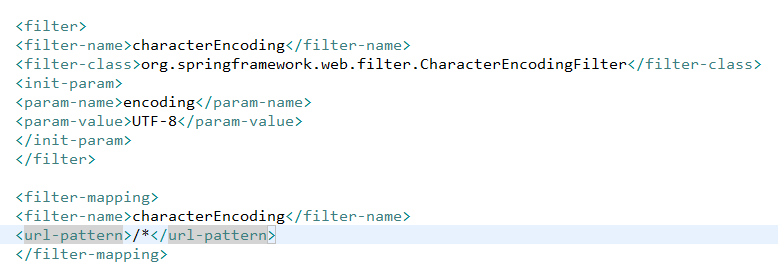 <filter>
<filter-name>characterEncoding</filter-name>
<filter-class>org.springframework.web.filter.CharacterEncodingFilter</filter-class>
<init-param>
<param-name>encoding</param-name>
<param-value>UTF-8</param-value>
</init-param>
</filter>
<filter-mapping>
<filter-name>characterEncoding</filter-name>
<url-pattern>/*</url-pattern>
</filter-mapping>